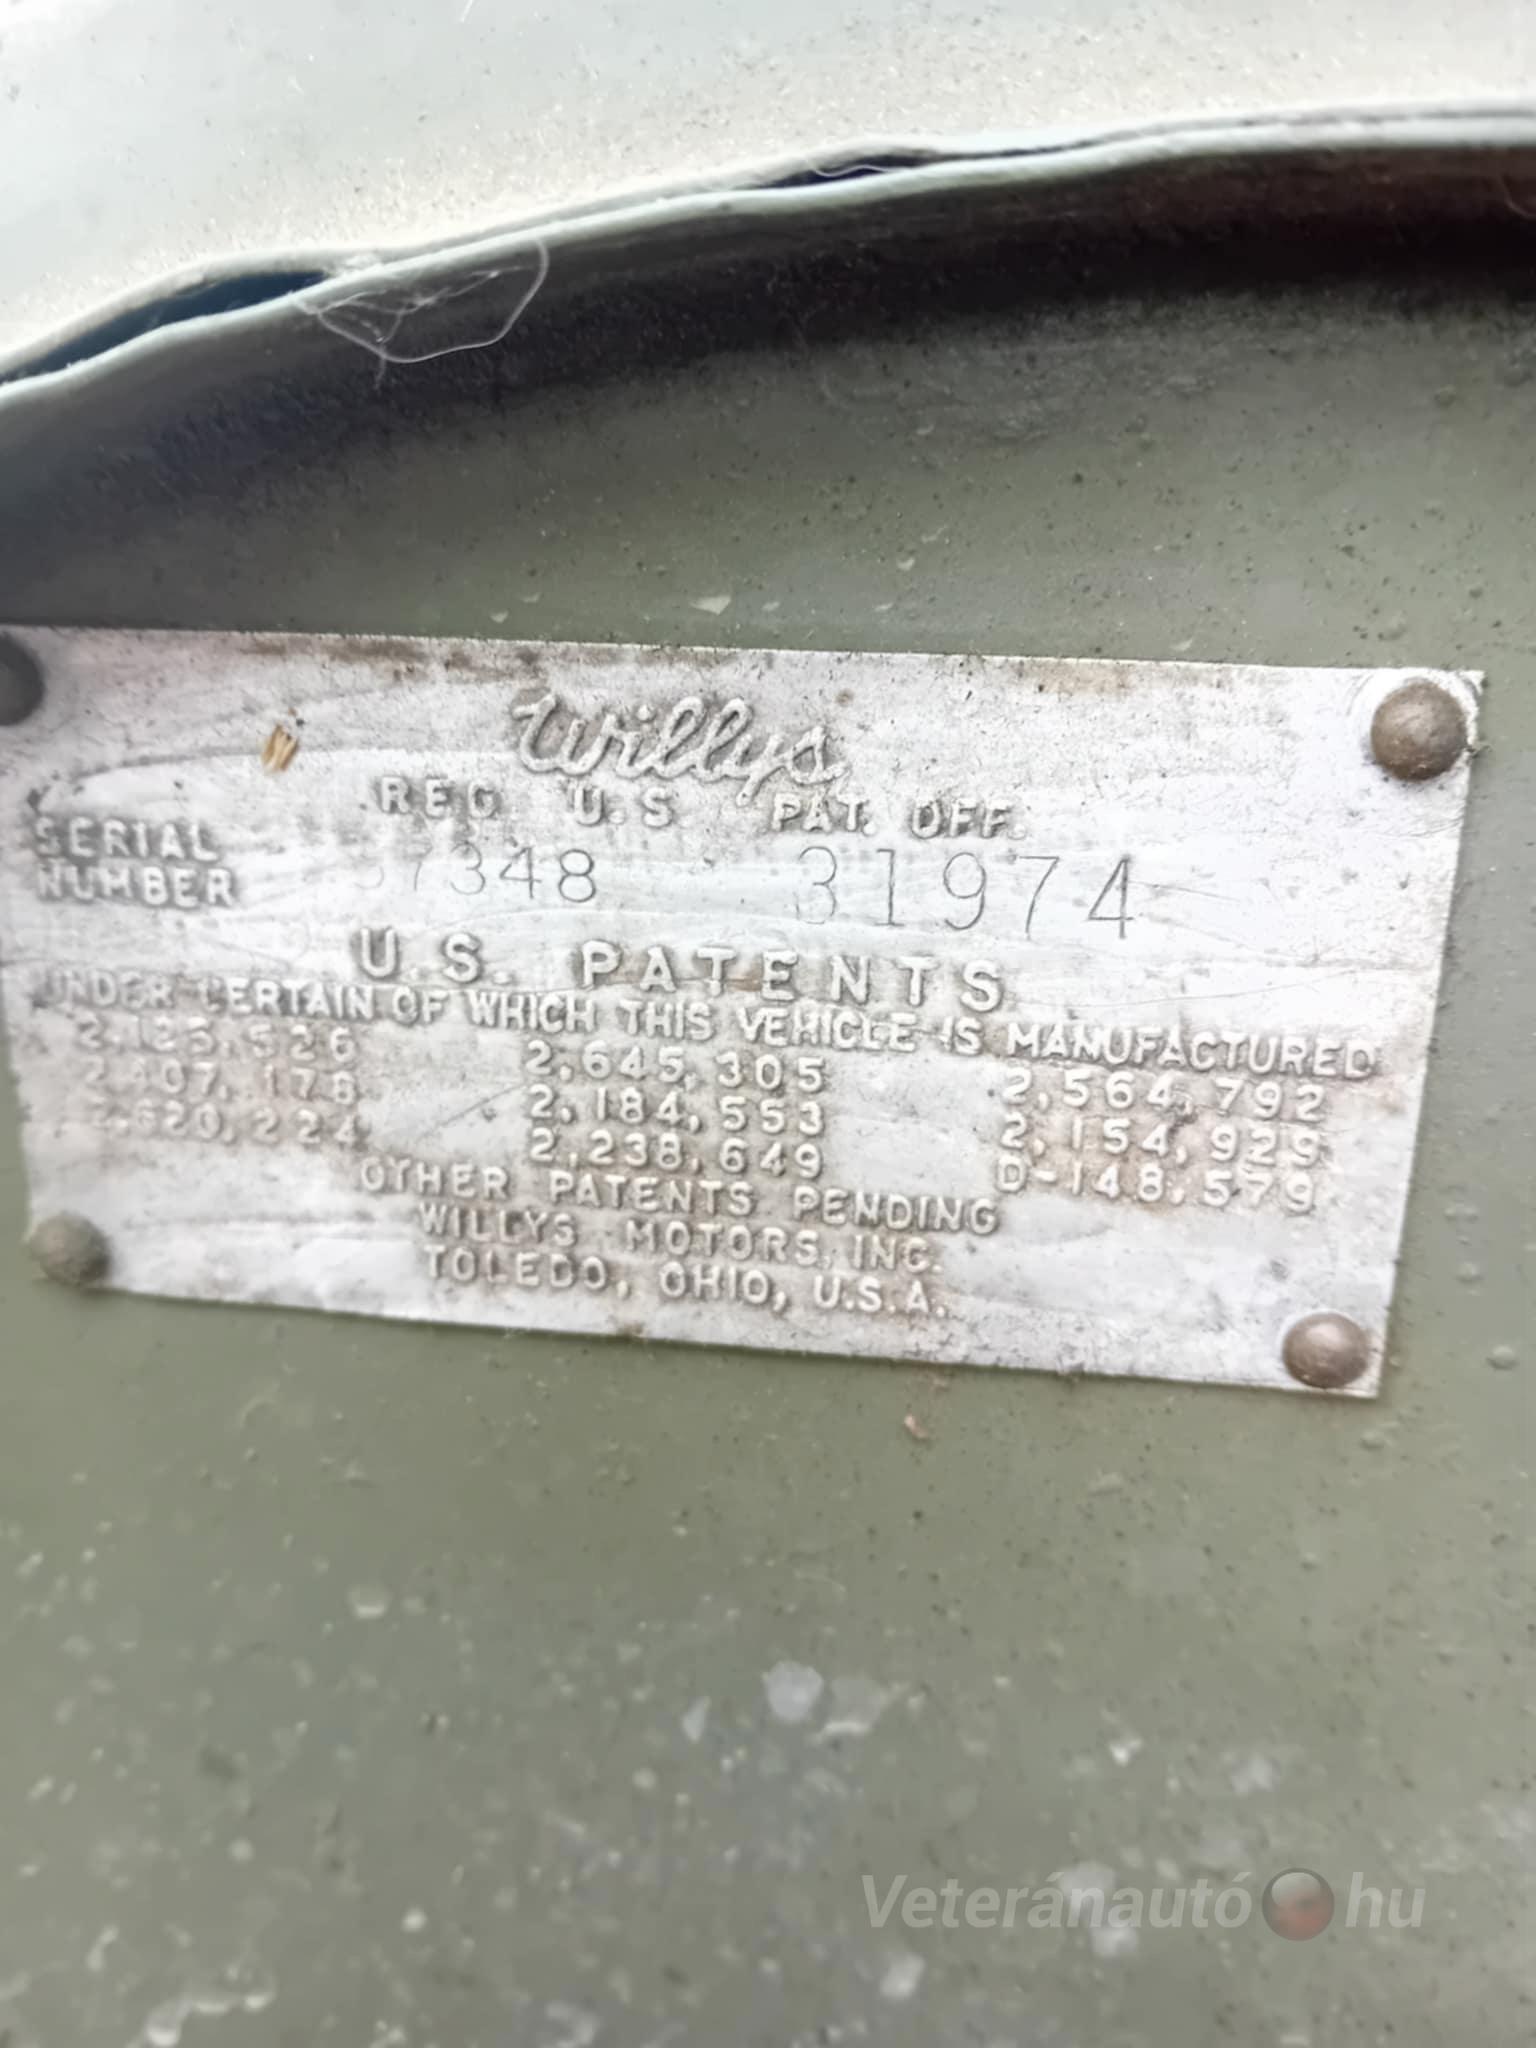 Willys
REG U.S PAT. OFF.
SERIAL
NUMBER 57348 31974
U.S. PATENTS
UNDER CERTAIN OF WHICH THIS VEHICLE IS MANUFACTURED
2,125,526 2,645,305 2,564,792
2,407,178 2,184,553 2,154,929
2,620,224 2,238,649 D-148,579
OTHER PATENTS PENDING
WILLYS MOTORS, INC.
TOLEDO, OHIO, U.S.A.
Veteránautó hu